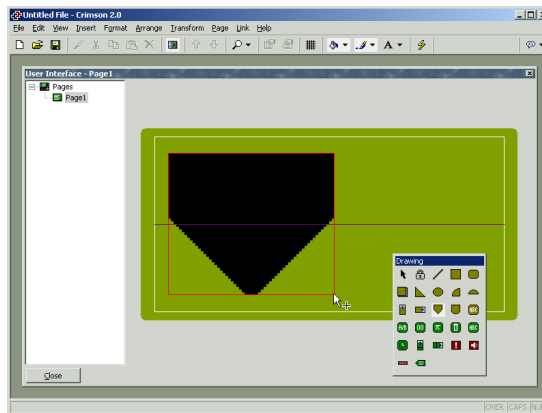 Untitled File - Crimson 2.0
File Edit View Insert Format Arrange Transform Page Link Help
A
User Interface - Page1
Pages
Page1
Drawing
Close
OVER CAPS NU